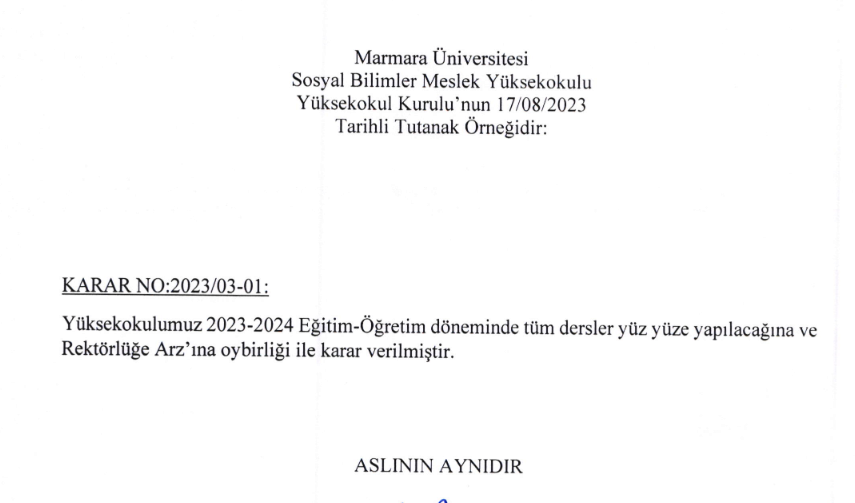 Marmara Üniversitesi
Sosyal Bilimler Meslek Yüksekokulu
Yüksekokul Kurulu’nun 17/08/2023
Tarihli Tutanak Örneğidir:
KARAR NO:2023/03-01:
Yüksekokulumuz 2023-2024 Eğitim-Öğretim döneminde tüm dersler yüz yüze yapılacağına ve
Rektörlüğe Arz’ına oybirliği ile karar verilmiştir.
ASLININ AYNIDIR